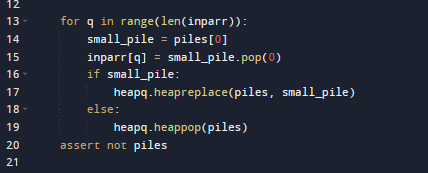 12
13 for q in range(len(inparr)):
14 small_pile = piles[0]
15 inparr[q] = small_pile.pop(0)
16 if small_pile:
17 heapq.heapreplace(piles, small_pile)
18 else:
19 heapq.heappop(piles)
20 assert not piles
21